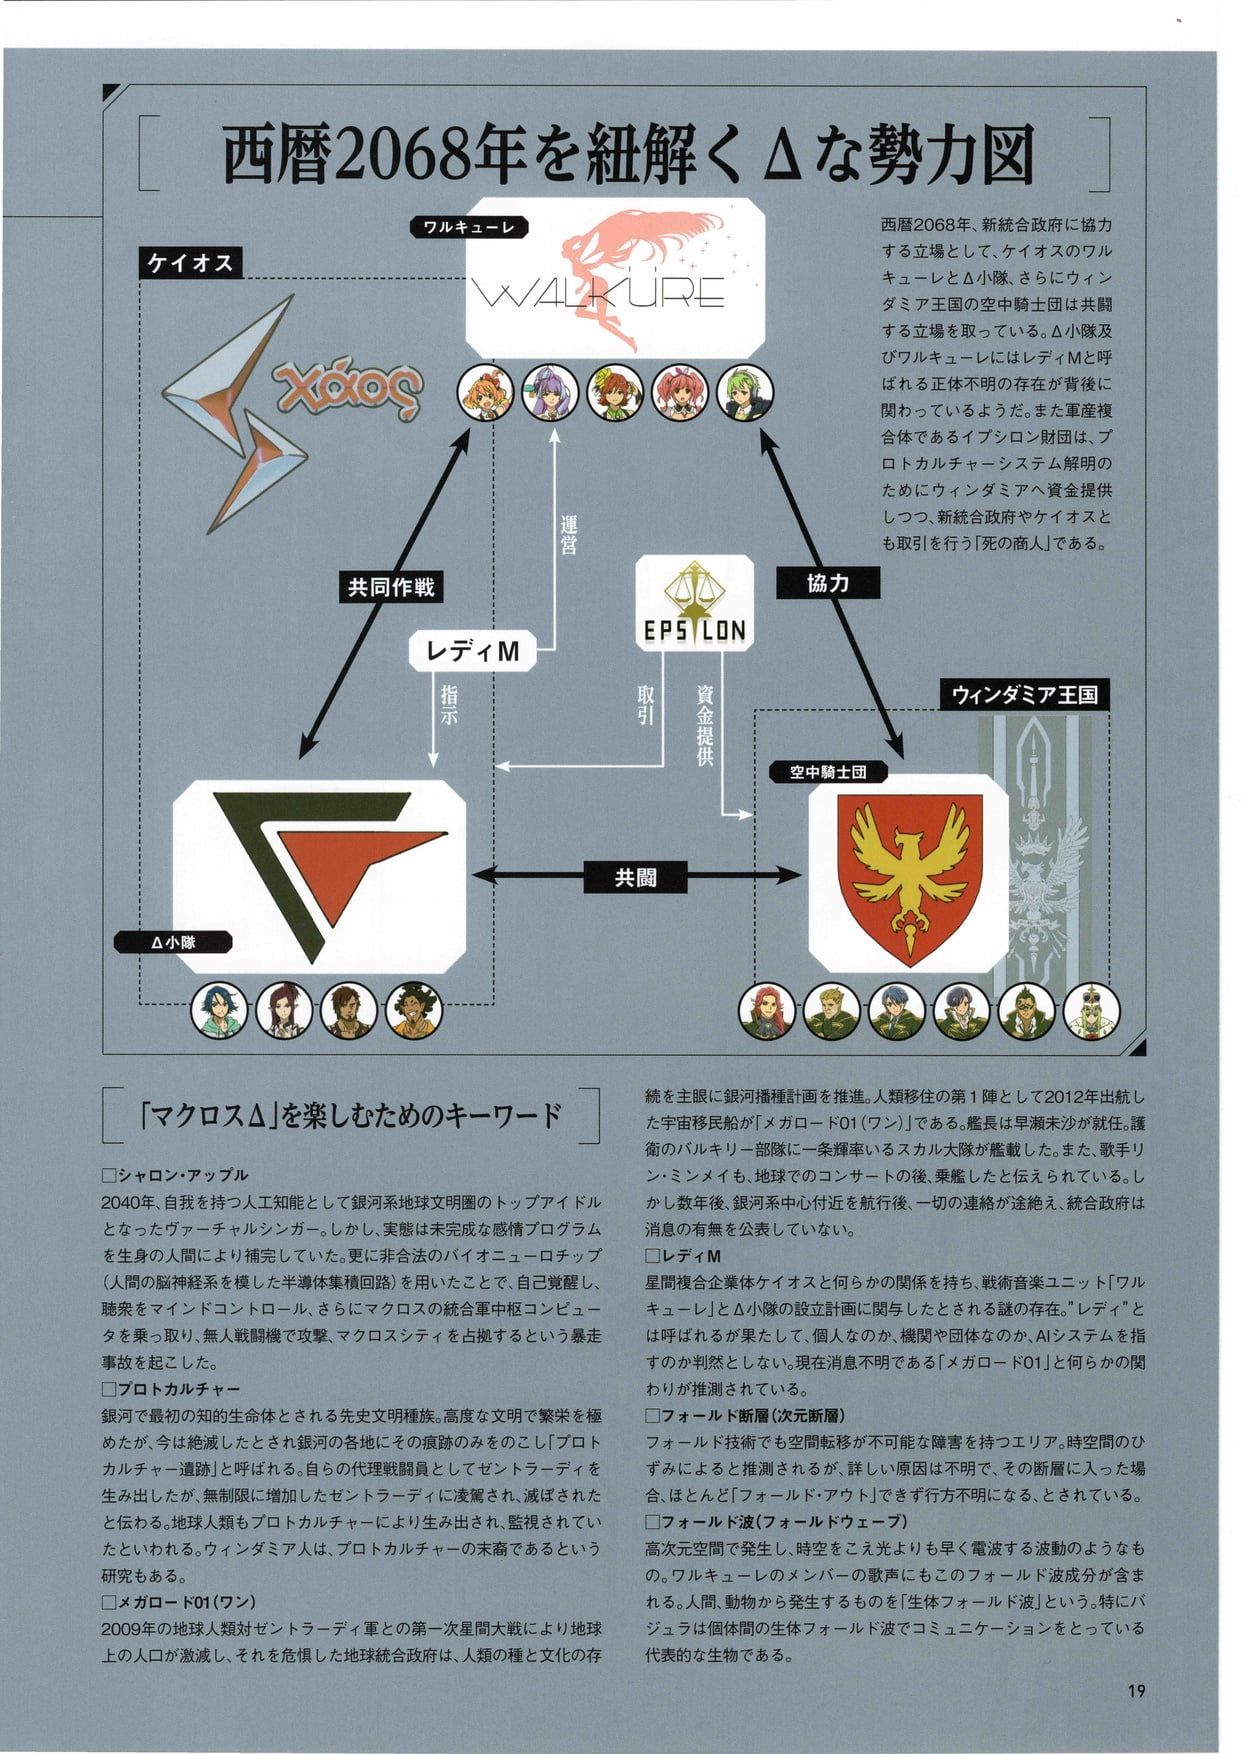 西暦2068年を紐解くΔな勢力図
ワルキューレ
WALKÜRE
ケイオス
χάος
西暦2068年、新統合政府に協力
する立場として、ケイオスのワル
キューレとΔ小隊、さらにウィン
ダミア王国の空中騎士団は共闘
する立場を取っている。Δ小隊及
びワルキューレにはレディMと呼
ばれる正体不明の存在が背後に
関わっているようだ。また軍産複
合体であるイプシロン財団は、プ
ロトカルチャーシステム解明の
ためにウィンダミアへ資金提供
しつつ、新統合政府やケイオスと
も取引を行う「死の商人」である。
運営
共同作戦
EPSILON
協力
レディM
指示
取引
資金提供
ウィンダミア王国
空中騎士団
共闘
Δ小隊
「マクロスΔ」を楽しむためのキーワード
□シャロン・アップル
2040年、自我を持つ人工知能として銀河系地球文明圏のトップアイドル
となったヴァーチャルシンガー。しかし、実態は未完成な感情プログラム
を生身の人間により補完していた。更に非合法のバイオニューロチップ
（人間の脳神経系を模した半導体集積回路）を用いたことで、自己覚醒し、
聴衆をマインドコントロール、さらにマクロスの統合軍中枢コンピュー
タを乗っ取り、無人戦闘機で攻撃、マクロスシティを占拠するという暴走
事故を起こした。
□プロトカルチャー
銀河で最初の知的生命体とされる先史文明種族。高度な文明で繁栄を極
めたが、今は絶滅したとされ銀河の各地にその痕跡のみをのこし「プロト
カルチャー遺跡」と呼ばれる。自らの代理戦闘員としてゼントラーディを
生み出したが、無制限に増加したゼントラーディに凌駕され、滅ぼされた
と伝わる。地球人類もプロトカルチャーにより生み出され、監視されてい
たといわれる。ウィンダミア人は、プロトカルチャーの末裔であるという
研究もある。
□メガロード01（ワン）
2009年の地球人類対ゼントラーディ軍との第一次星間大戦により地球
上の人口が激減し、それを危惧した地球統合政府は、人類の種と文化の存
続を主眼に銀河播種計画を推進。人類移住の第１陣として2012年出航し
た宇宙移民船が「メガロード01（ワン）」である。艦長は早瀬未沙が就任。護
衛のバルキリー部隊に一条輝率いるスカル大隊が艦載した。また、歌手リ
ン・ミンメイも、地球でのコンサートの後、乗艦したと伝えられている。し
かし数年後、銀河系中心付近を航行後、一切の連絡が途絶え、統合政府は
消息の有無を公表していない。
□レディM
星間複合企業体ケイオスと何らかの関係を持ち、戦術音楽ユニット「ワル
キューレ」とΔ小隊の設立計画に関与したとされる謎の存在。”レディ”と
は呼ばれるが果たして、個人なのか、機関や団体なのか、AIシステムを指
すのか判然としない。現在消息不明である「メガロード01」と何らかの関
わりが推測されている。
□フォールド断層（次元断層）
フォールド技術でも空間転移が不可能な障害を持つエリア。時空間のひ
ずみによると推測されるが、詳しい原因は不明で、その断層に入った場
合、ほとんど「フォールド・アウト」できず行方不明になる、とされている。
□フォールド波（フォールドウェーブ）
高次元空間で発生し、時空をこえ光よりも早く電波する波動のようなも
の。ワルキューレのメンバーの歌声にもこのフォールド波成分が含ま
れる。人間、動物から発生するものを「生体フォールド波」という。特にバ
ジュラは個体間の生体フォールド波でコミュニケーションをとっている
代表的な生物である。
19